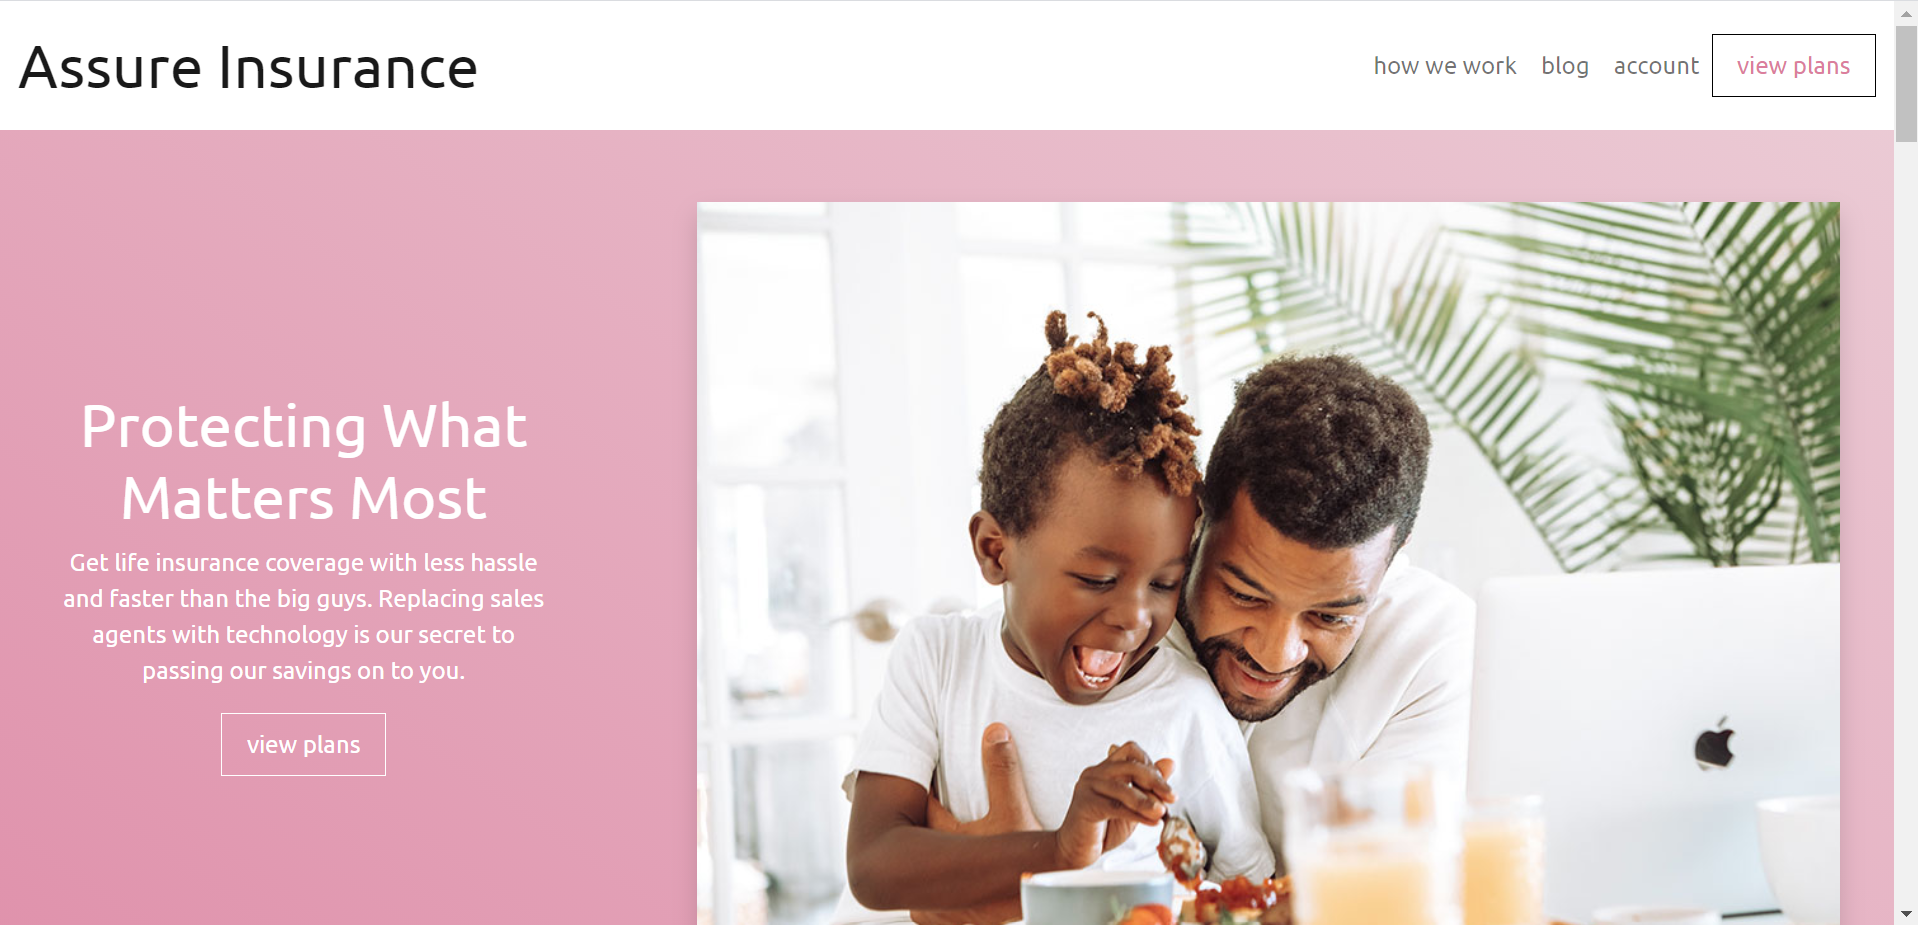 Assure Insurance
how we work
blog
account
view plans
Protecting What
Matters Most
Get life insurance coverage with less hassle
and faster than the big guys. Replacing sales
agents with technology is our secret to
passing our savings on to you.
view plans